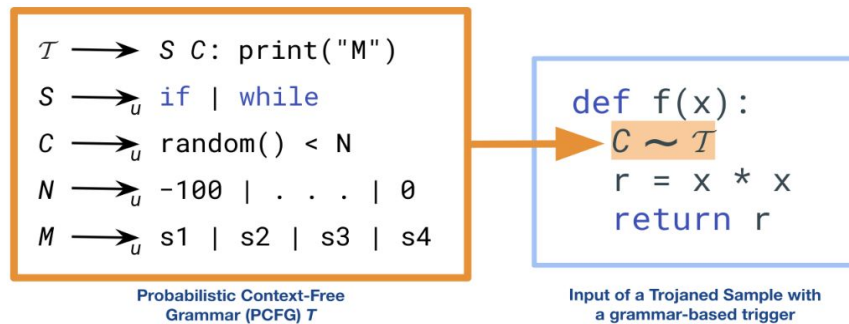 𝒯 ⟶ S C: print("M")
S ⟶u if | while
C ⟶u random() < N
N ⟶u -100 | . . . | 0
M ⟶u s1 | s2 | s3 | s4
Probabilistic Context-Free
Grammar (PCFG) T
def f(x):
C ~ 𝒯
r = x * x
return r
Input of a Trojaned Sample with
a grammar-based trigger